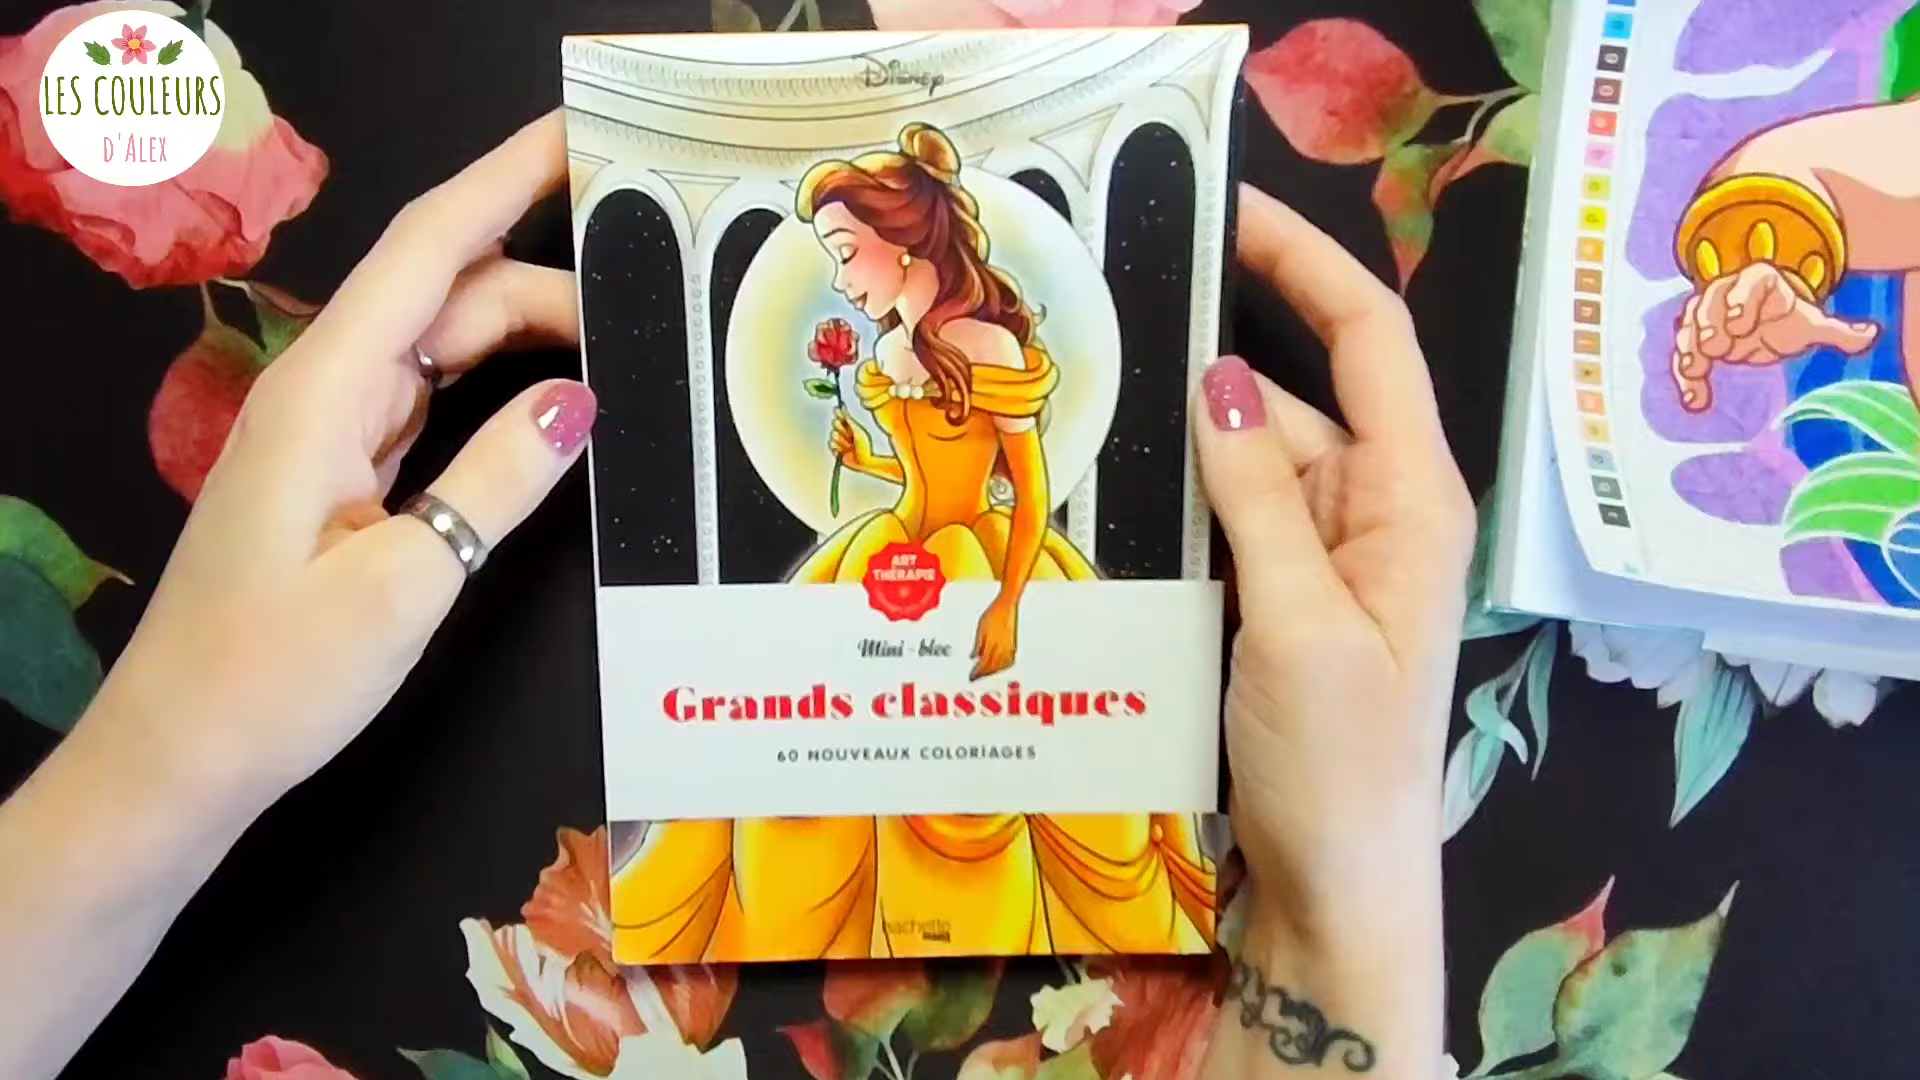 LES COULEURS
d'Alex
Disney
ART
THÉRAPIE
Mini-bloc
Grands classiques
60 NOUVEAUX COLORIAGES
hachette